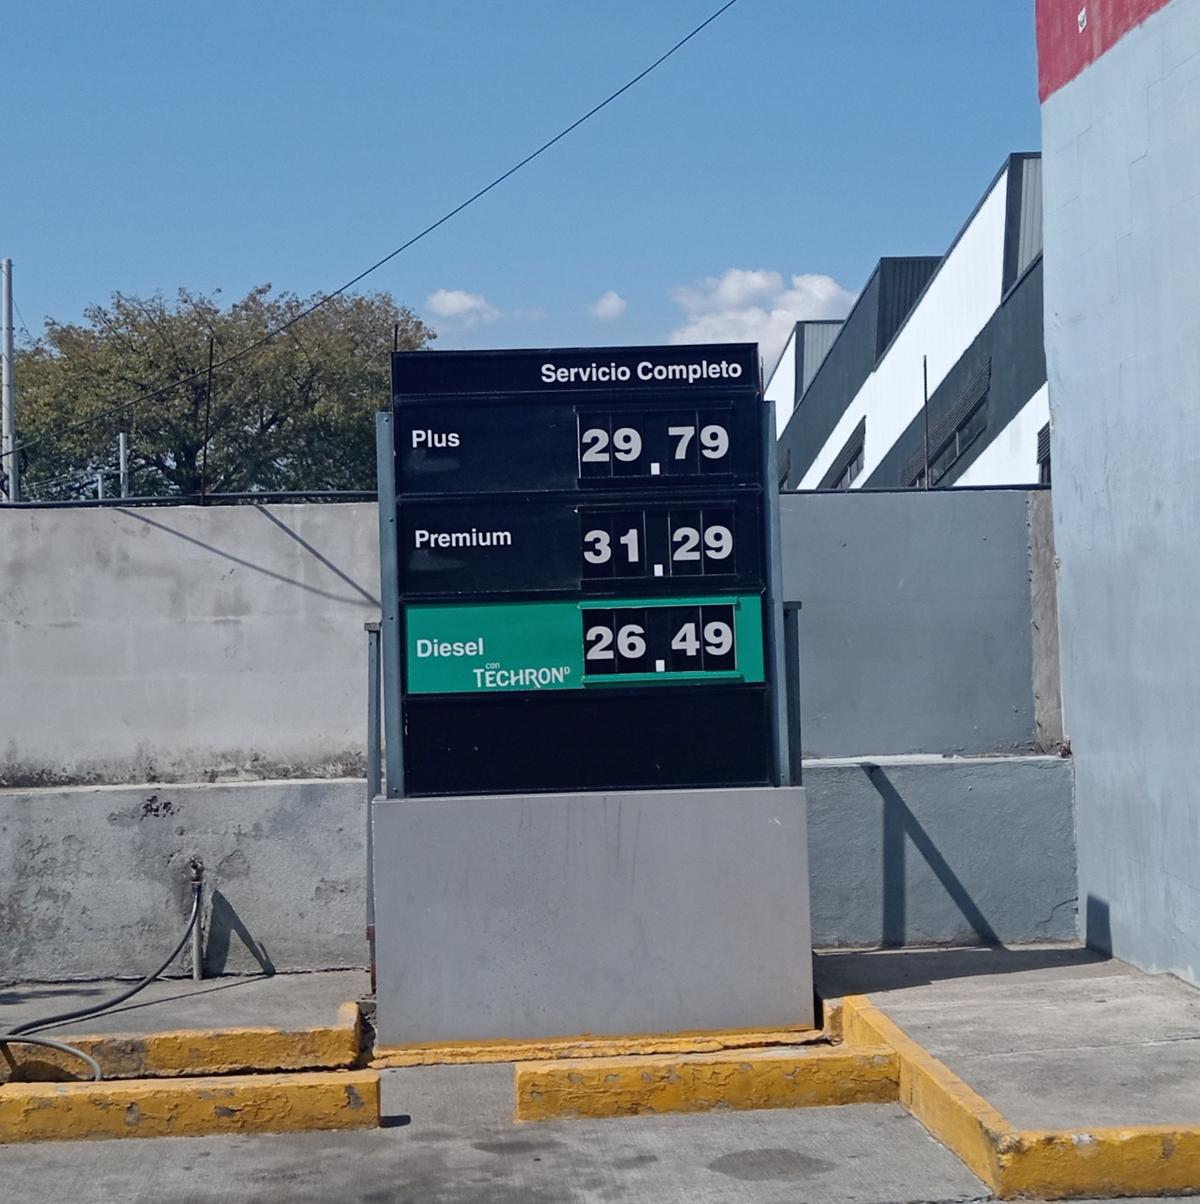 Servicio Completo
Plus 29.79
Premium 31.29
Diesel 26.49
con
TECHRON D